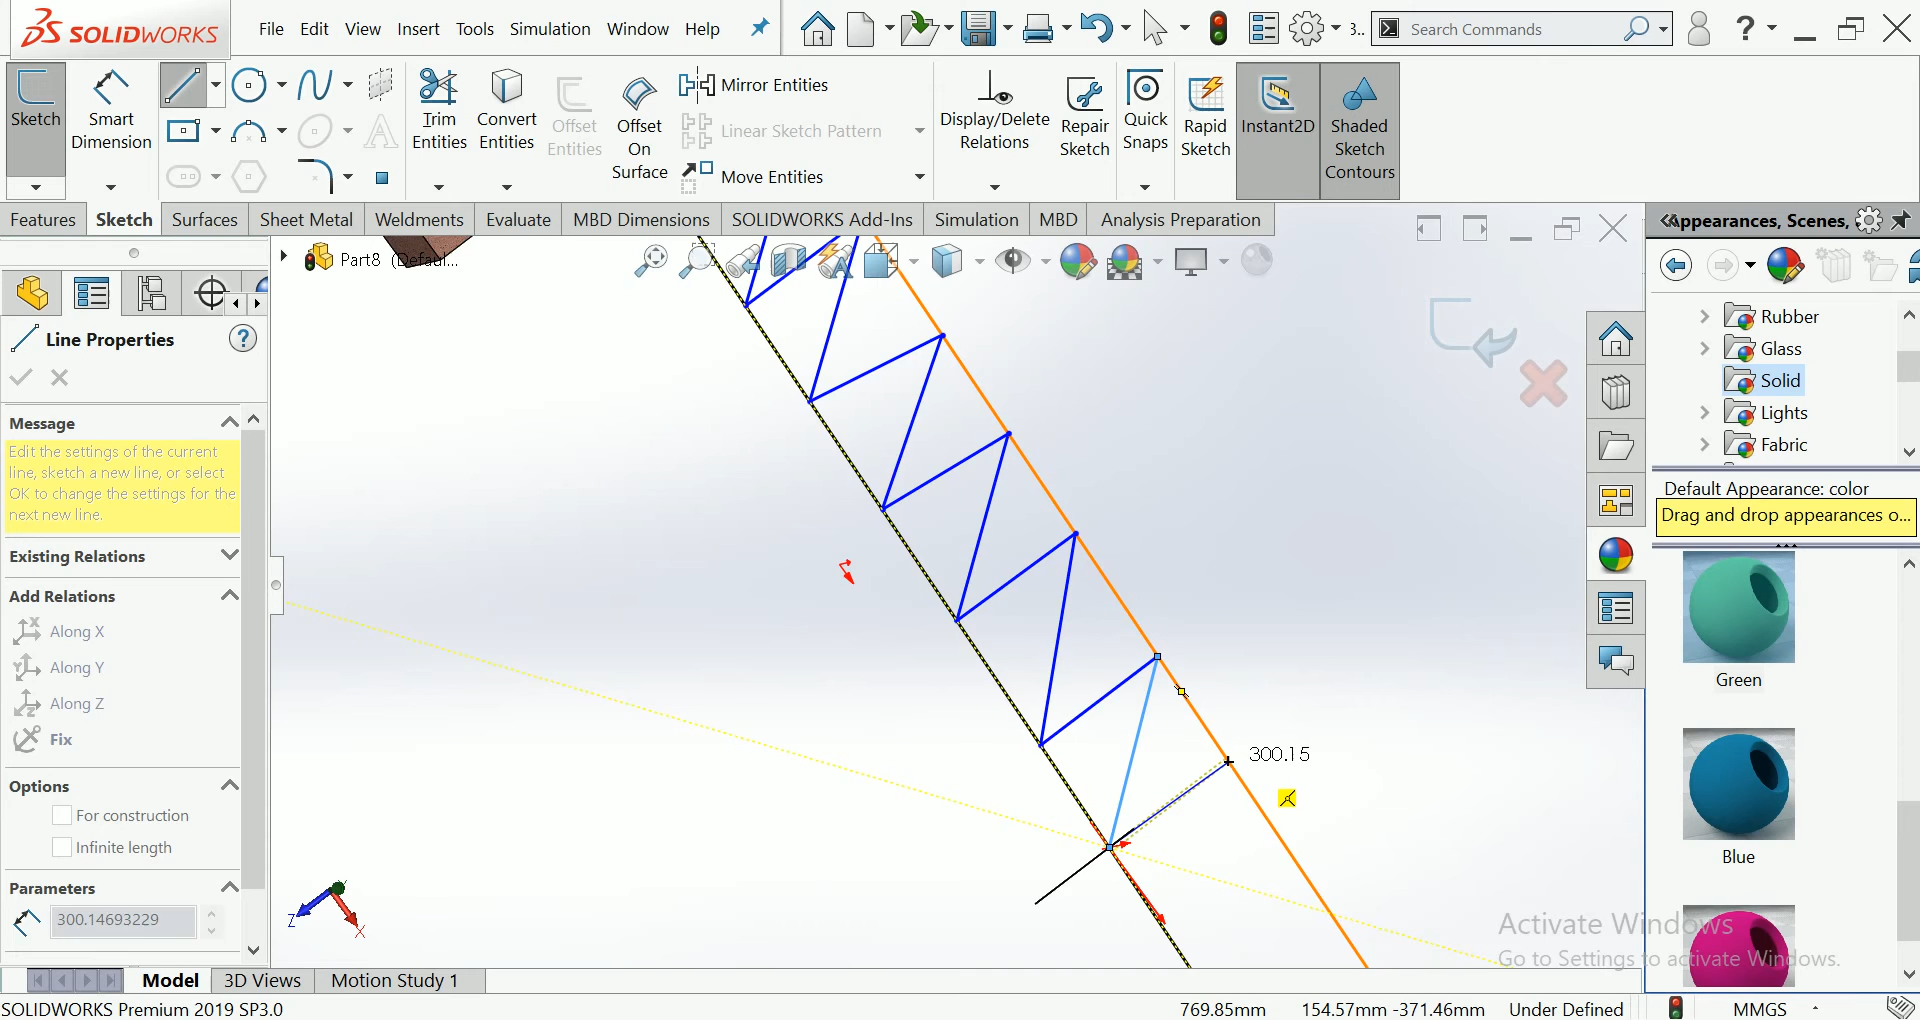 SOLIDWORKS
File Edit View Insert Tools Simulation Window Help
3..
Search Commands
Sketch
Smart Dimension
Trim Entities
Convert Entities
Offset Entities
Offset On Surface
Mirror Entities
Linear Sketch Pattern
Move Entities
Display/Delete Relations
Repair Sketch
Quick Snaps
Rapid Sketch
Instant2D
Shaded Sketch Contours
Features Sketch Surfaces Sheet Metal Weldments Evaluate MBD Dimensions SOLIDWORKS Add-Ins Simulation MBD Analysis Preparation
Part8 (Defaul...
Line Properties
Message
Edit the settings of the current
line, sketch a new line, or select
OK to change the settings for the
next new line.
Existing Relations
Add Relations
Along X
Along Y
Along Z
Fix
Options
For construction
Infinite length
Parameters
300.14693229
300.15
Y
Z
X
Appearances, Scenes,
Rubber
Glass
Solid
Lights
Fabric
Default Appearance: color
Drag and drop appearances o...
Green
Blue
Activate Windows
Go to Settings to activate Windows.
Model 3D Views Motion Study 1
SOLIDWORKS Premium 2019 SP3.0
769.85mm 154.57mm -371.46mm Under Defined MMGS